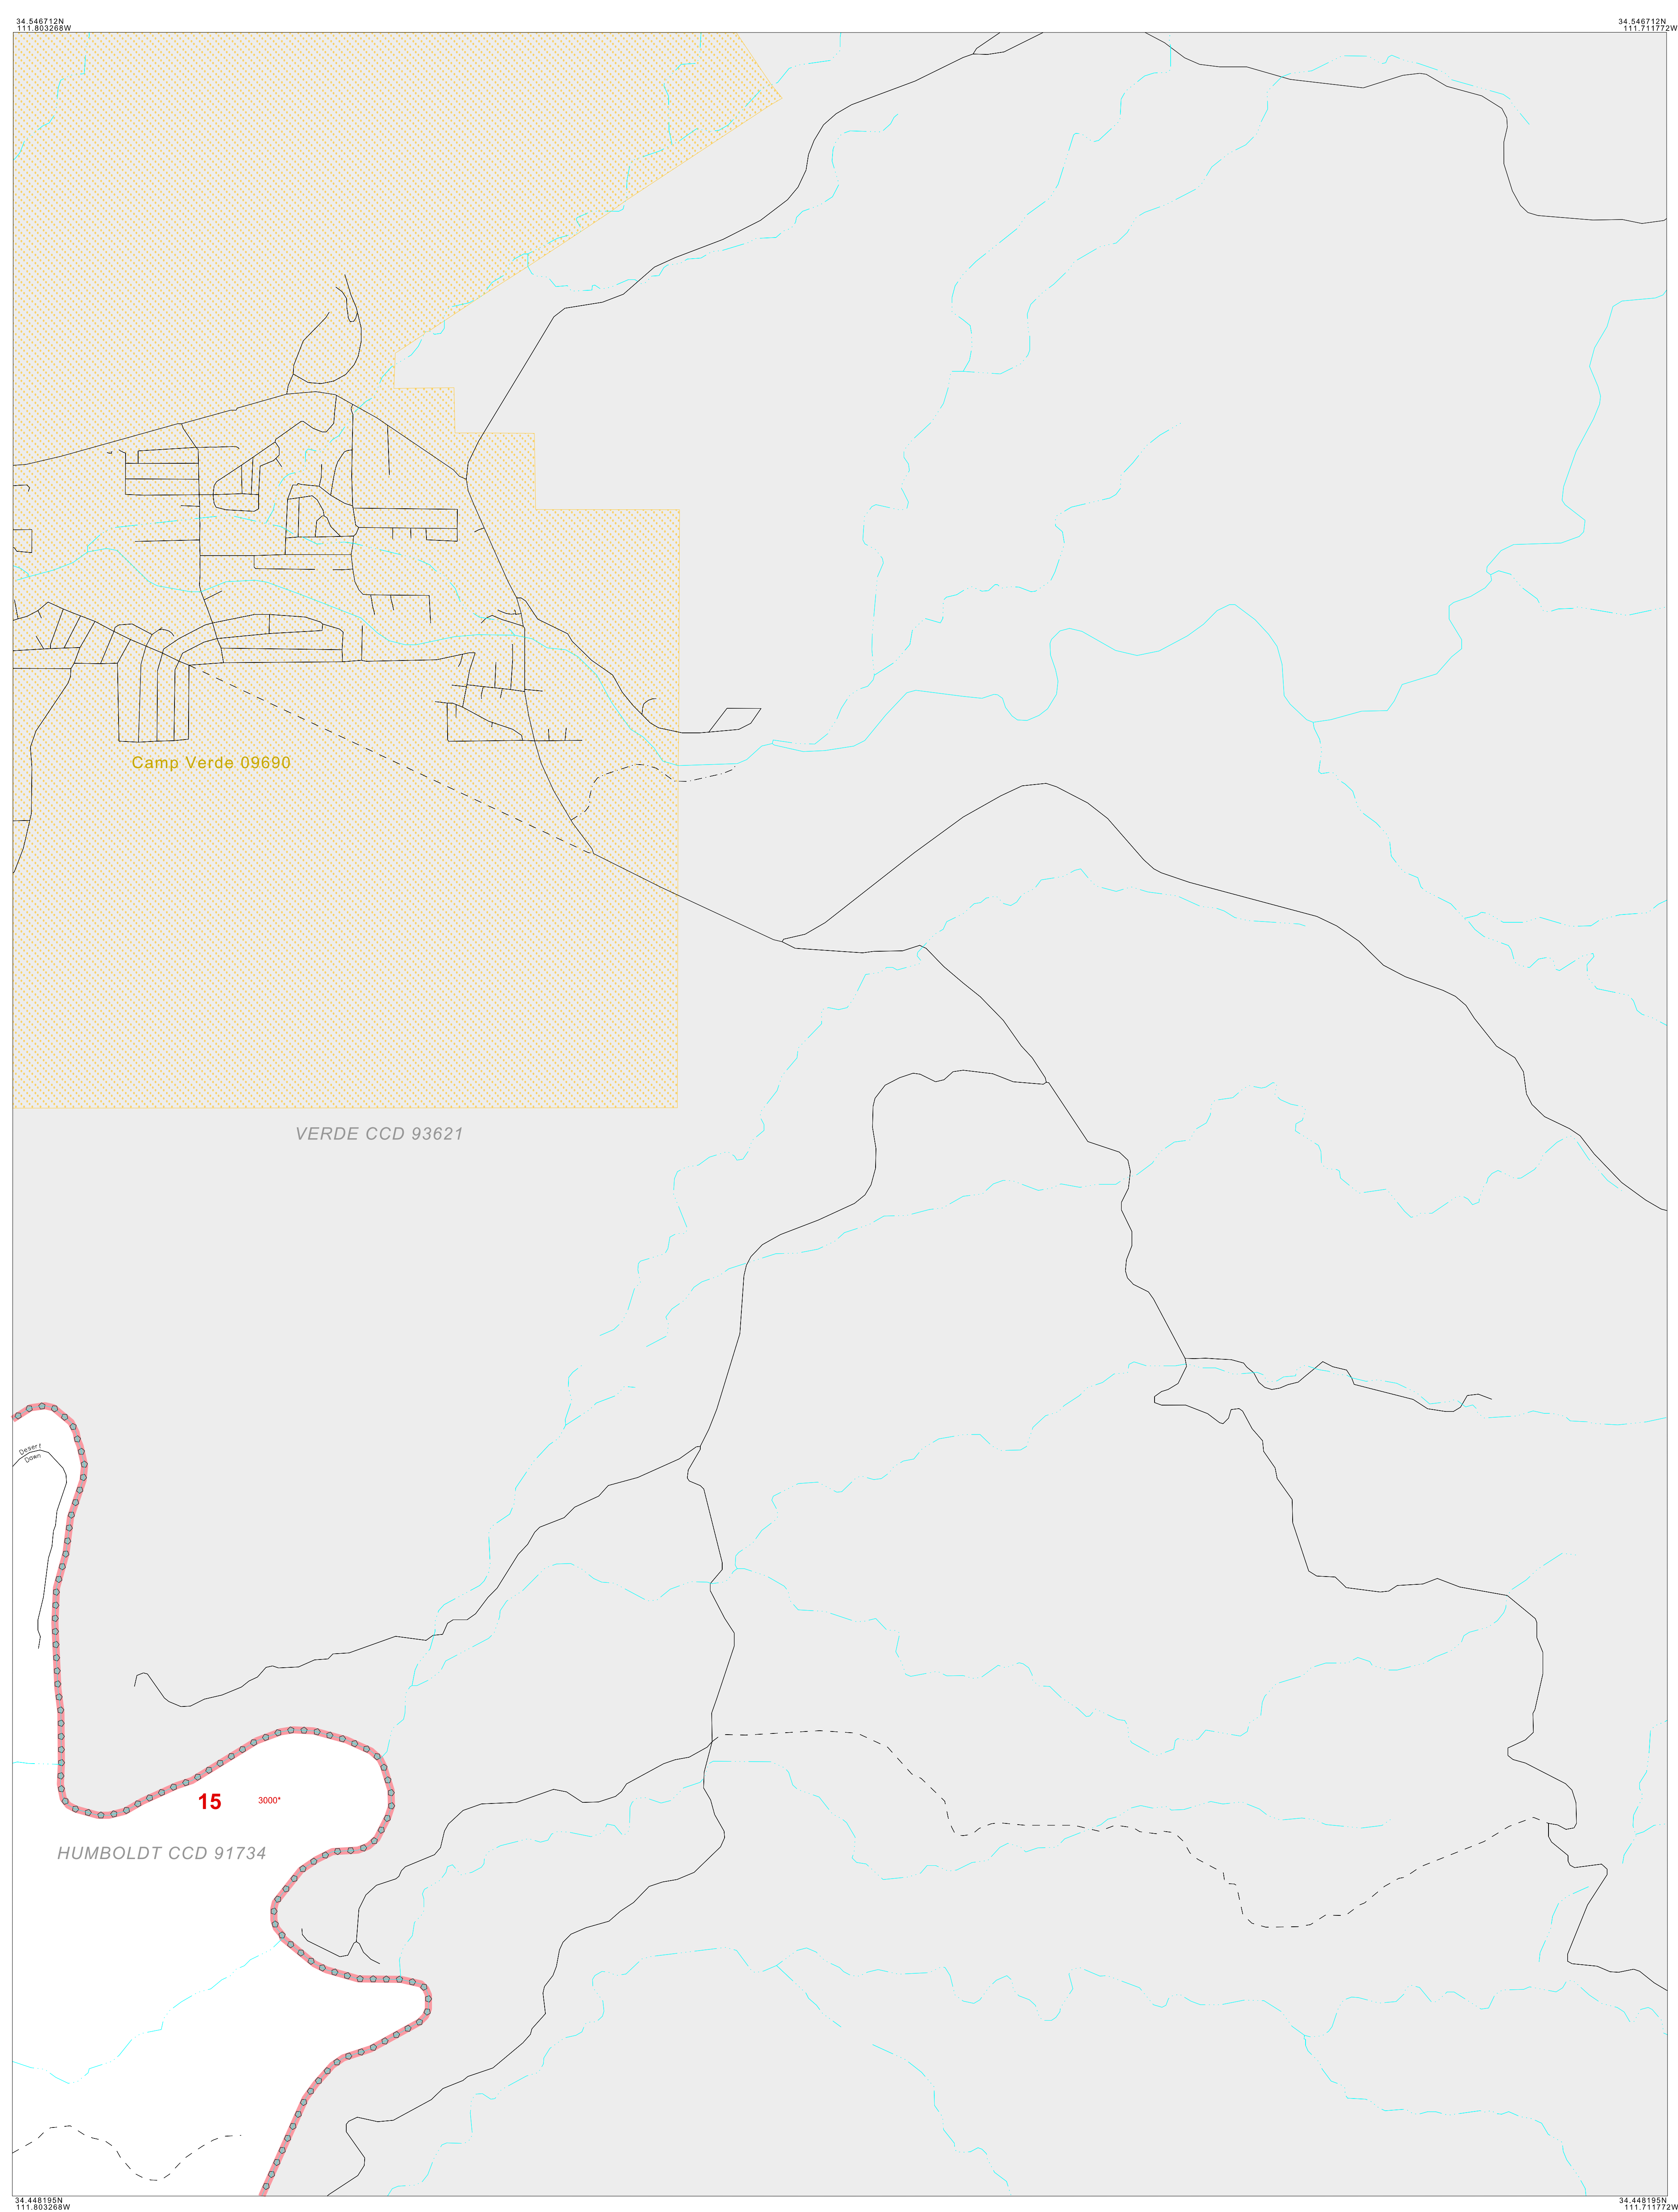 34.546712N
111.803268W
34.546712N
111.711772W
Camp Verde 09690
VERDE CCD 93621
Desert
Dawn
15
3000*
HUMBOLDT CCD 91734
34.448195N
111.803268W
34.448195N
111.711772W